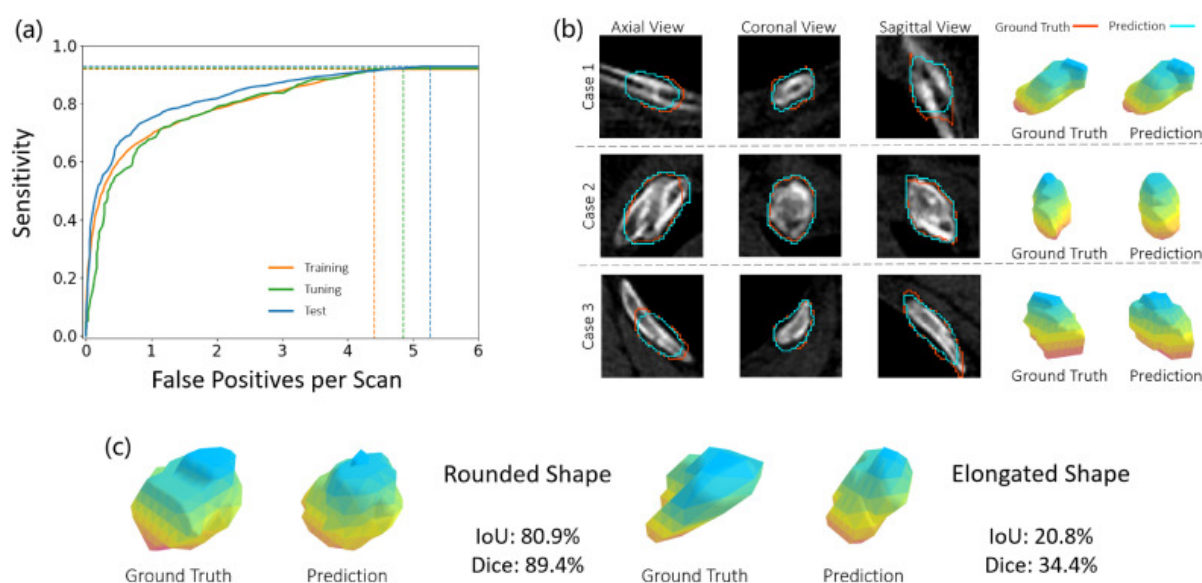 (a)
1.0
0.8
0.6
0.4
0.2
0.0
Sensitivity
Training
Tuning
Test
0 1 2 3 4 5 6
False Positives per Scan
(b)
Axial View Coronal View Sagittal View Ground Truth Prediction
Case 1
Ground Truth Prediction
Case 2
Ground Truth Prediction
Case 3
Ground Truth Prediction
(c)
Rounded Shape
IoU: 80.9%
Dice: 89.4%
Ground Truth Prediction
Elongated Shape
IoU: 20.8%
Dice: 34.4%
Ground Truth Prediction